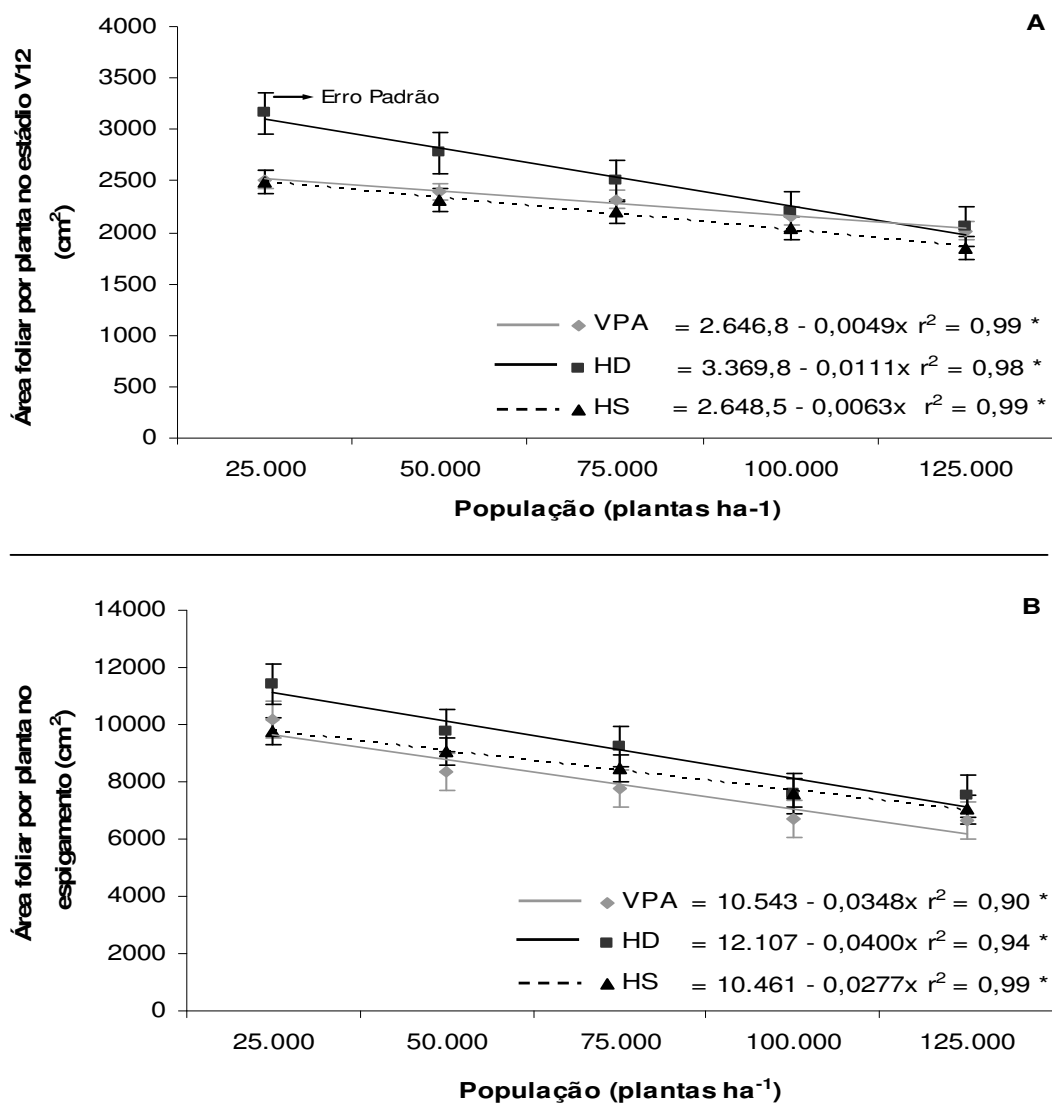 A
Área foliar por planta no estádio V12
(cm²)
4000
3500
3000
2500
2000
1500
1000
500
0
Erro Padrão
VPA = 2.646,8 - 0,0049x r² = 0,99 *
HD = 3.369,8 - 0,0111x r² = 0,98 *
HS = 2.648,5 - 0,0063x r² = 0,99 *
25.000 50.000 75.000 100.000 125.000
População (plantas ha-1)
B
Área foliar por planta no
espigamento (cm²)
14000
12000
10000
8000
6000
4000
2000
0
VPA = 10.543 - 0,0348x r² = 0,90 *
HD = 12.107 - 0,0400x r² = 0,94 *
HS = 10.461 - 0,0277x r² = 0,99 *
25.000 50.000 75.000 100.000 125.000
População (plantas ha⁻¹)